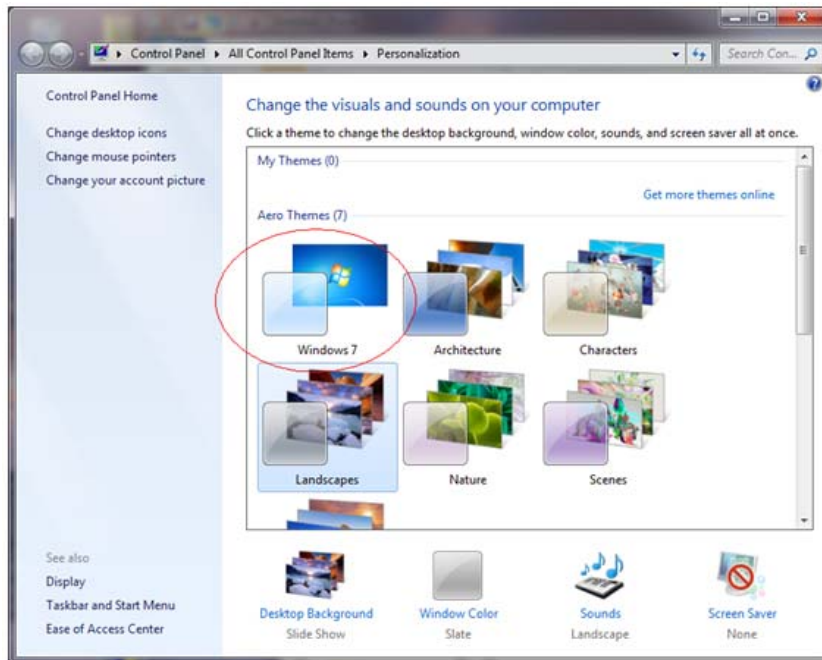 Control Panel ▸ All Control Panel Items ▸ Personalization
Search Con...
Control Panel Home
Change desktop icons
Change mouse pointers
Change your account picture
Change the visuals and sounds on your computer
Click a theme to change the desktop background, window color, sounds, and screen saver all at once.
My Themes (0)
Get more themes online
Aero Themes (7)
Windows 7
Architecture
Characters
Landscapes
Nature
Scenes
See also
Display
Taskbar and Start Menu
Ease of Access Center
Desktop Background
Slide Show
Window Color
Slate
Sounds
Landscape
Screen Saver
None